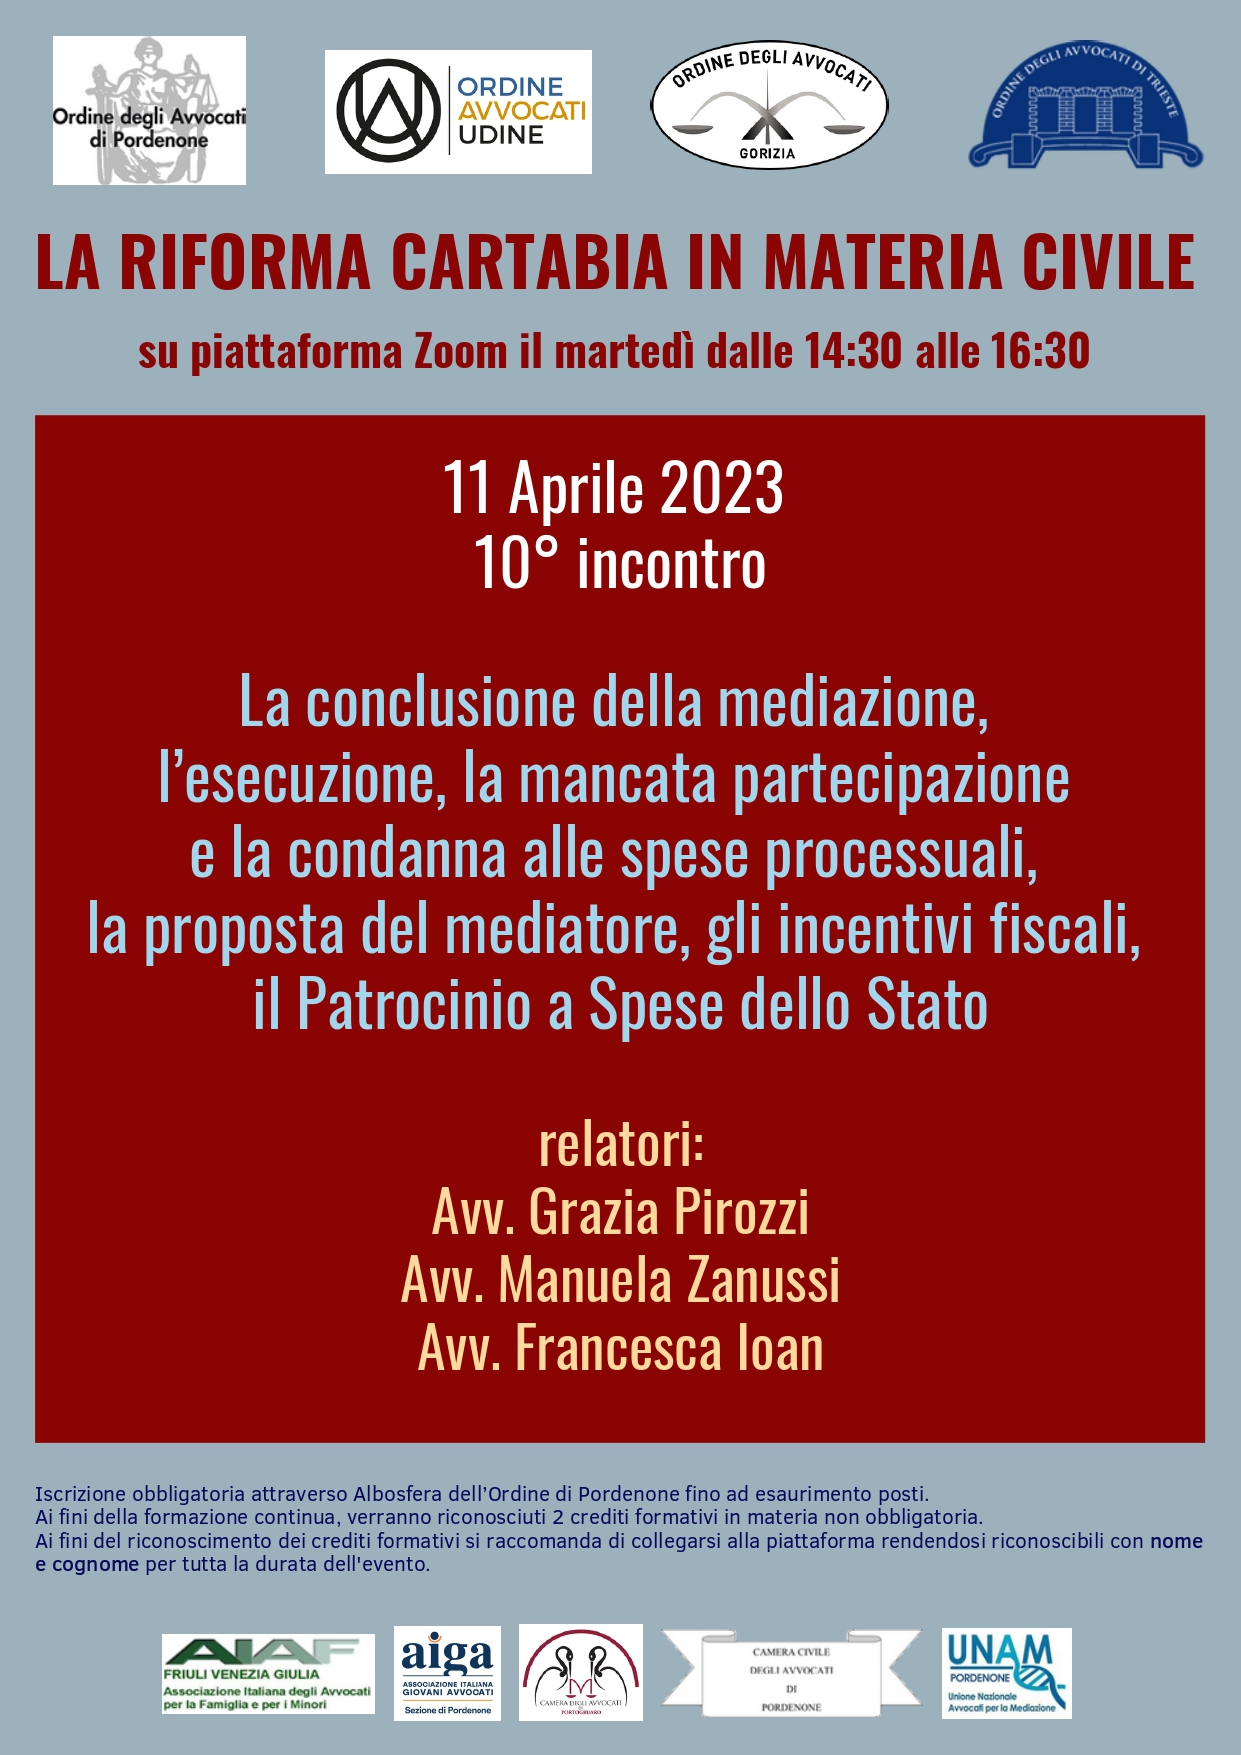 Ordine degli Avvocati
di Pordenone
ORDINE
AVVOCATI
UDINE
ORDINE DEGLI AVVOCATI
GORIZIA
ORDINE DEGLI AVVOCATI DI TRIESTE
LA RIFORMA CARTABIA IN MATERIA CIVILE
su piattaforma Zoom il martedì dalle 14:30 alle 16:30
11 Aprile 2023
10° incontro
La conclusione della mediazione,
l’esecuzione, la mancata partecipazione
e la condanna alle spese processuali,
la proposta del mediatore, gli incentivi fiscali,
il Patrocinio a Spese dello Stato
relatori:
Avv. Grazia Pirozzi
Avv. Manuela Zanussi
Avv. Francesca Ioan
Iscrizione obbligatoria attraverso Albosfera dell’Ordine di Pordenone fino ad esaurimento posti.
Ai fini della formazione continua, verranno riconosciuti 2 crediti formativi in materia non obbligatoria.
Ai fini del riconoscimento dei crediti formativi si raccomanda di collegarsi alla piattaforma rendendosi riconoscibili con nome
e cognome per tutta la durata dell'evento.
AIAF
FRIULI VENEZIA GIULIA
Associazione Italiana degli Avvocati
per la Famiglia e per i Minori
aiga
ASSOCIAZIONE ITALIANA
GIOVANI AVVOCATI
Sezione di Pordenone
CAMERA DEGLI AVVOCATI
DI
PORTOGRUARO
CAMERA CIVILE
DEGLI AVVOCATI
DI
PORDENONE
UNAM
PORDENONE
Unione Nazionale
Avvocati per la Mediazione